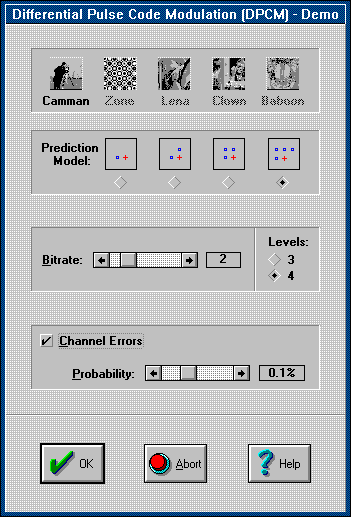 Differential Pulse Code Modulation (DPCM) - Demo
Camman Zone Lena Clown Baboon
Prediction
Model:
Bitrate: 2
Levels:
3
4
Channel Errors
Probability: 0.1%
OK Abort Help